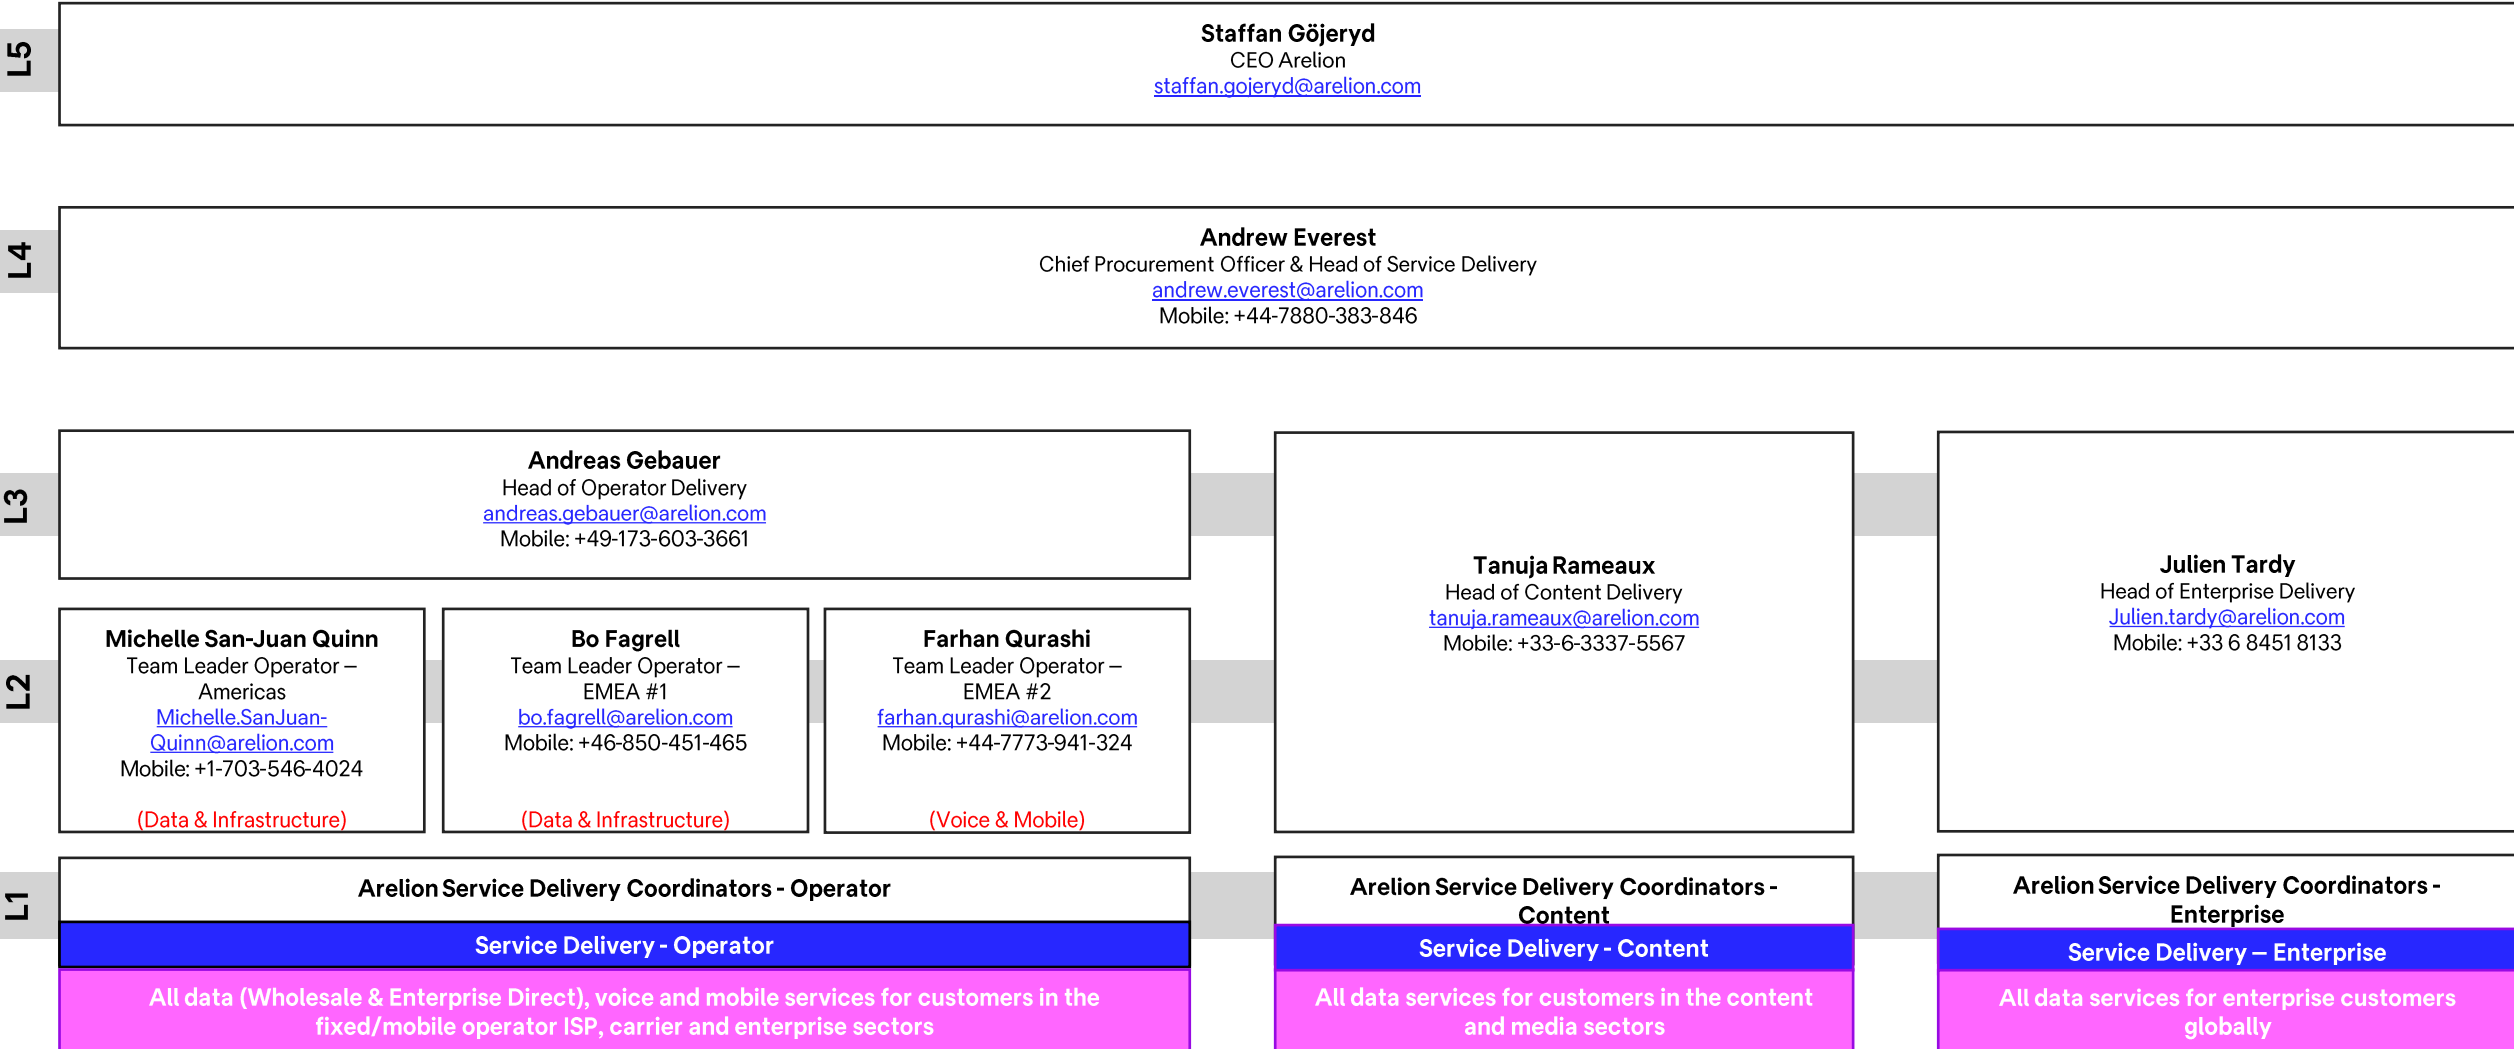 L5
Staffan Göjeryd
CEO Arelion
staffan.gojeryd@arelion.com
L4
Andrew Everest
Chief Procurement Officer & Head of Service Delivery
andrew.everest@arelion.com
Mobile: +44-7880-383-846
L3
Andreas Gebauer
Head of Operator Delivery
andreas.gebauer@arelion.com
Mobile: +49-173-603-3661
Tanuja Rameaux
Head of Content Delivery
tanuja.rameaux@arelion.com
Mobile: +33-6-3337-5567
Julien Tardy
Head of Enterprise Delivery
Julien.tardy@arelion.com
Mobile: +33 6 8451 8133
L2
Michelle San-Juan Quinn
Team Leader Operator –
Americas
Michelle.SanJuan-
Quinn@arelion.com
Mobile: +1-703-546-4024
(Data & Infrastructure)
Bo Fagrell
Team Leader Operator –
EMEA #1
bo.fagrell@arelion.com
Mobile: +46-850-451-465
(Data & Infrastructure)
Farhan Qurashi
Team Leader Operator –
EMEA #2
farhan.qurashi@arelion.com
Mobile: +44-7773-941-324
(Voice & Mobile)
L1
Arelion Service Delivery Coordinators - Operator
Service Delivery - Operator
All data (Wholesale & Enterprise Direct), voice and mobile services for customers in the
fixed/mobile operator ISP, carrier and enterprise sectors
Arelion Service Delivery Coordinators -
Content
Service Delivery - Content
All data services for customers in the content
and media sectors
Arelion Service Delivery Coordinators -
Enterprise
Service Delivery – Enterprise
All data services for enterprise customers
globally